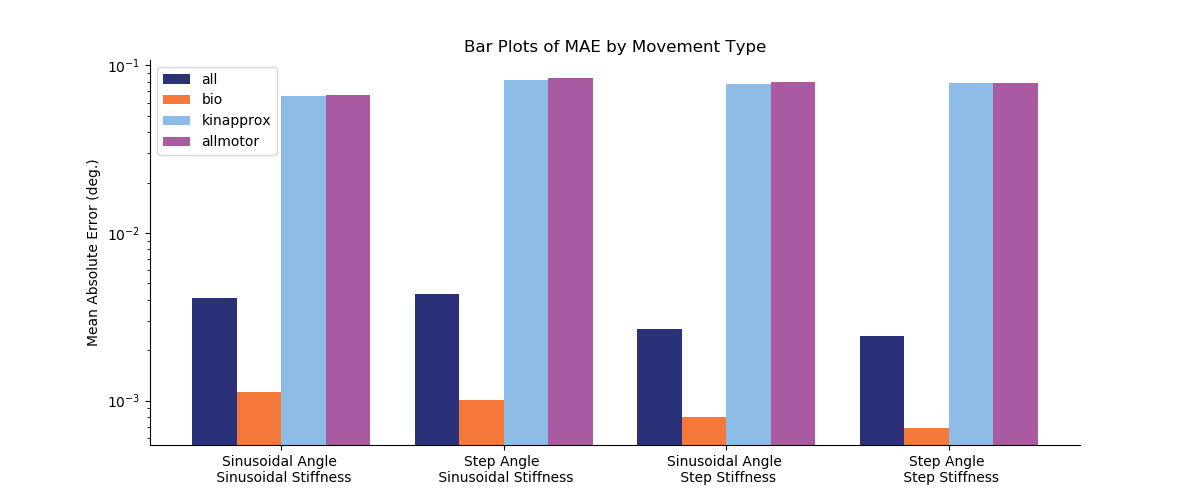 Bar Plots of MAE by Movement Type
all
bio
kinapprox
allmotor
Mean Absolute Error (deg.)
10⁻¹
10⁻²
10⁻³
Sinusoidal Angle
Sinusoidal Stiffness
Step Angle
Sinusoidal Stiffness
Sinusoidal Angle
Step Stiffness
Step Angle
Step Stiffness